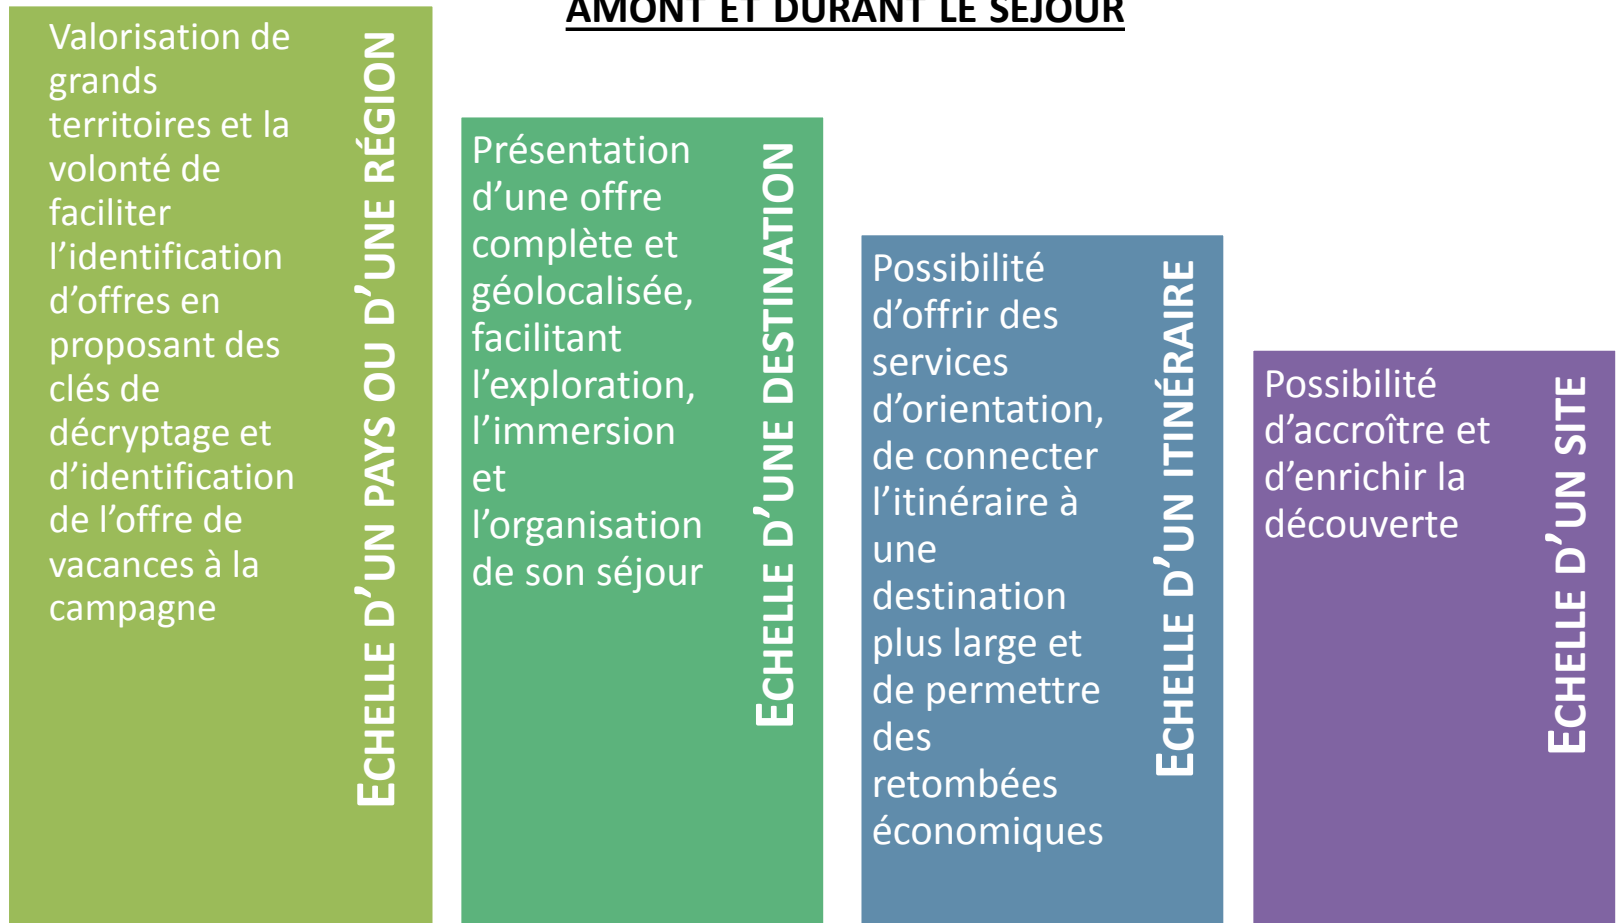 AMONT ET DURANT LE SÉJOUR
Valorisation de
grands
territoires et la
volonté de
faciliter
l’identification
d’offres en
proposant des
clés de
décryptage et
d’identification
de l’offre de
vacances à la
campagne
ECHELLE D’UN PAYS OU D’UNE RÉGION
Présentation
d’une offre
complète et
géolocalisée,
facilitant
l’exploration,
l’immersion
et
l’organisation
de son séjour
ECHELLE D’UNE DESTINATION
Possibilité
d’offrir des
services
d’orientation,
de connecter
l’itinéraire à
une
destination
plus large et
de permettre
des
retombées
économiques
ECHELLE D’UN ITINÉRAIRE
Possibilité
d’accroître et
d’enrichir la
découverte
ECHELLE D’UN SITE